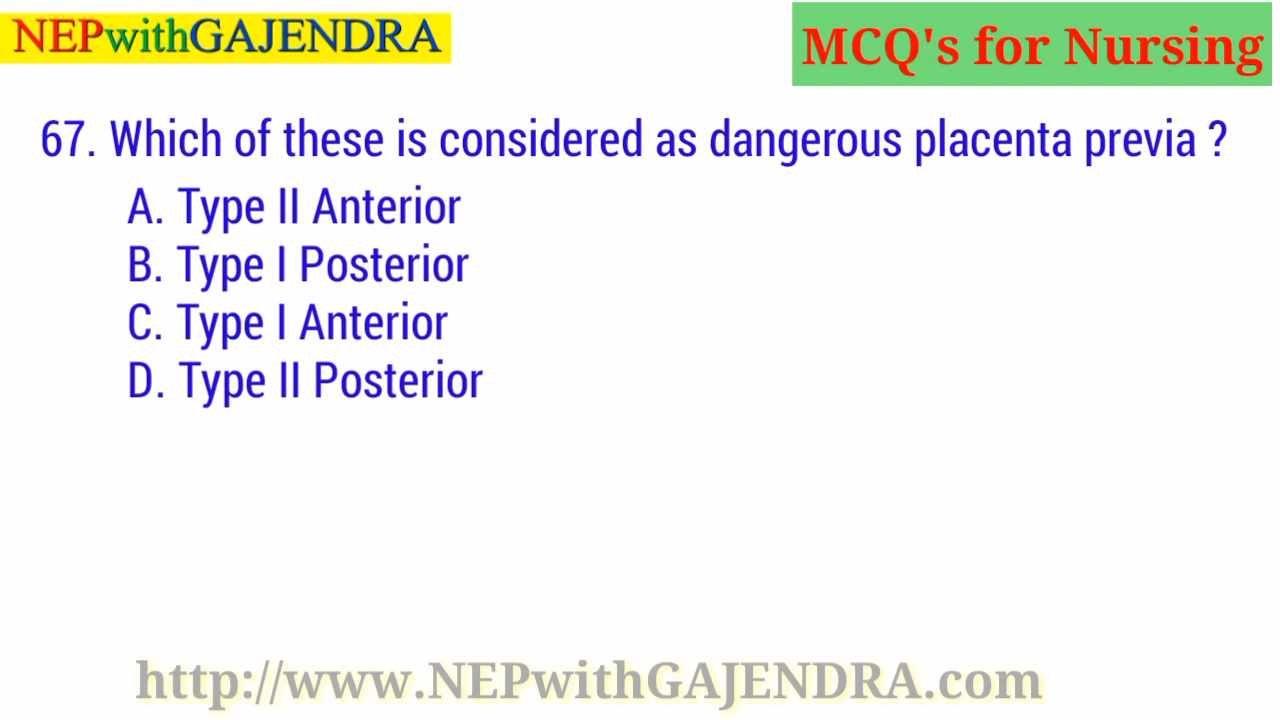 NEPwithGAJENDRA
MCQ's for Nursing
67. Which of these is considered as dangerous placenta previa ?
A. Type II Anterior
B. Type I Posterior
C. Type I Anterior
D. Type II Posterior
http://www.NEPwithGAJENDRA.com